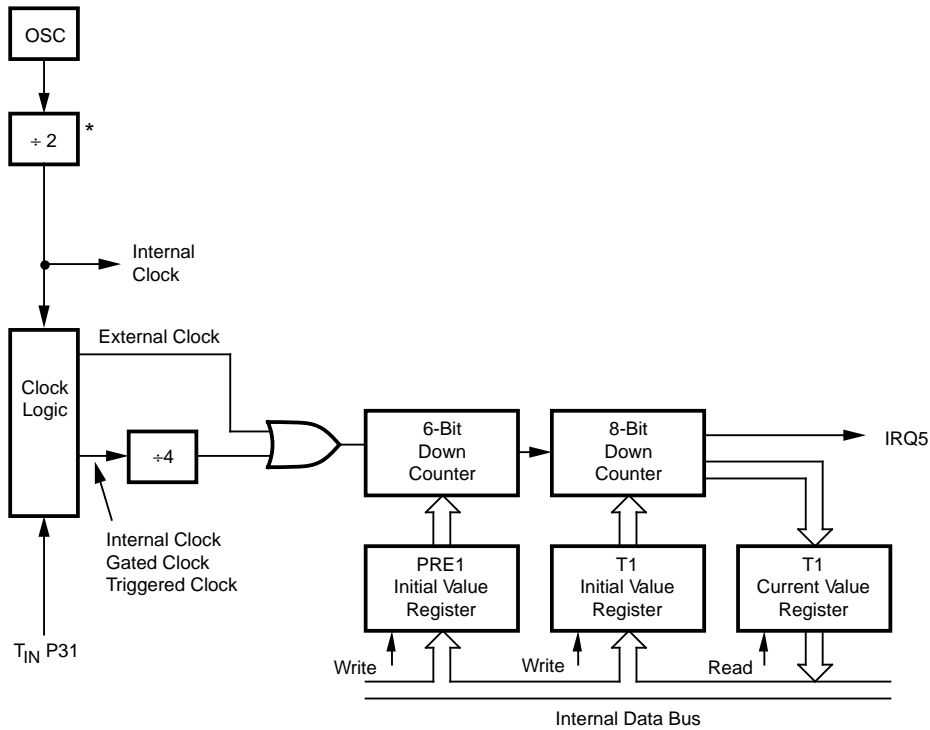 OSC
÷ 2
*
Internal
Clock
External Clock
Clock
Logic
÷4
6-Bit
Down
Counter
8-Bit
Down
Counter
IRQ5
Internal Clock
Gated Clock
Triggered Clock
PRE1
Initial Value
Register
T1
Initial Value
Register
T1
Current Value
Register
TIN P31
Write
Write
Read
Internal Data Bus